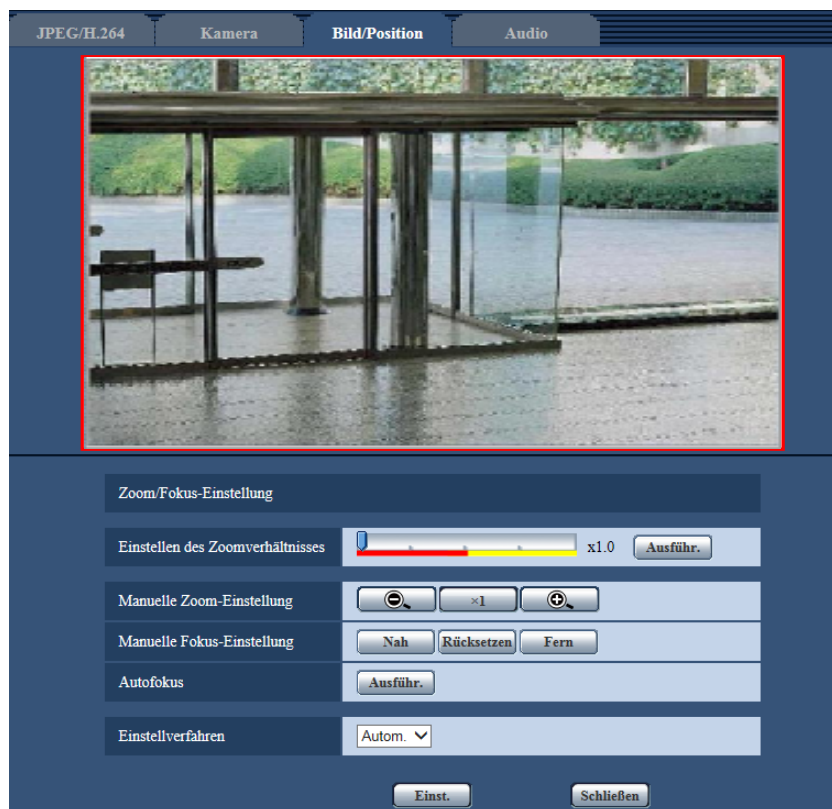 JPEG/H.264 Kamera Bild/Position Audio
Zoom/Fokus-Einstellung
Einstellen des Zoomverhältnisses x1.0 Ausführ.
Manuelle Zoom-Einstellung ×1
Manuelle Fokus-Einstellung Nah Rücksetzen Fern
Autofokus Ausführ.
Einstellverfahren Autom.
Einst. Schließen